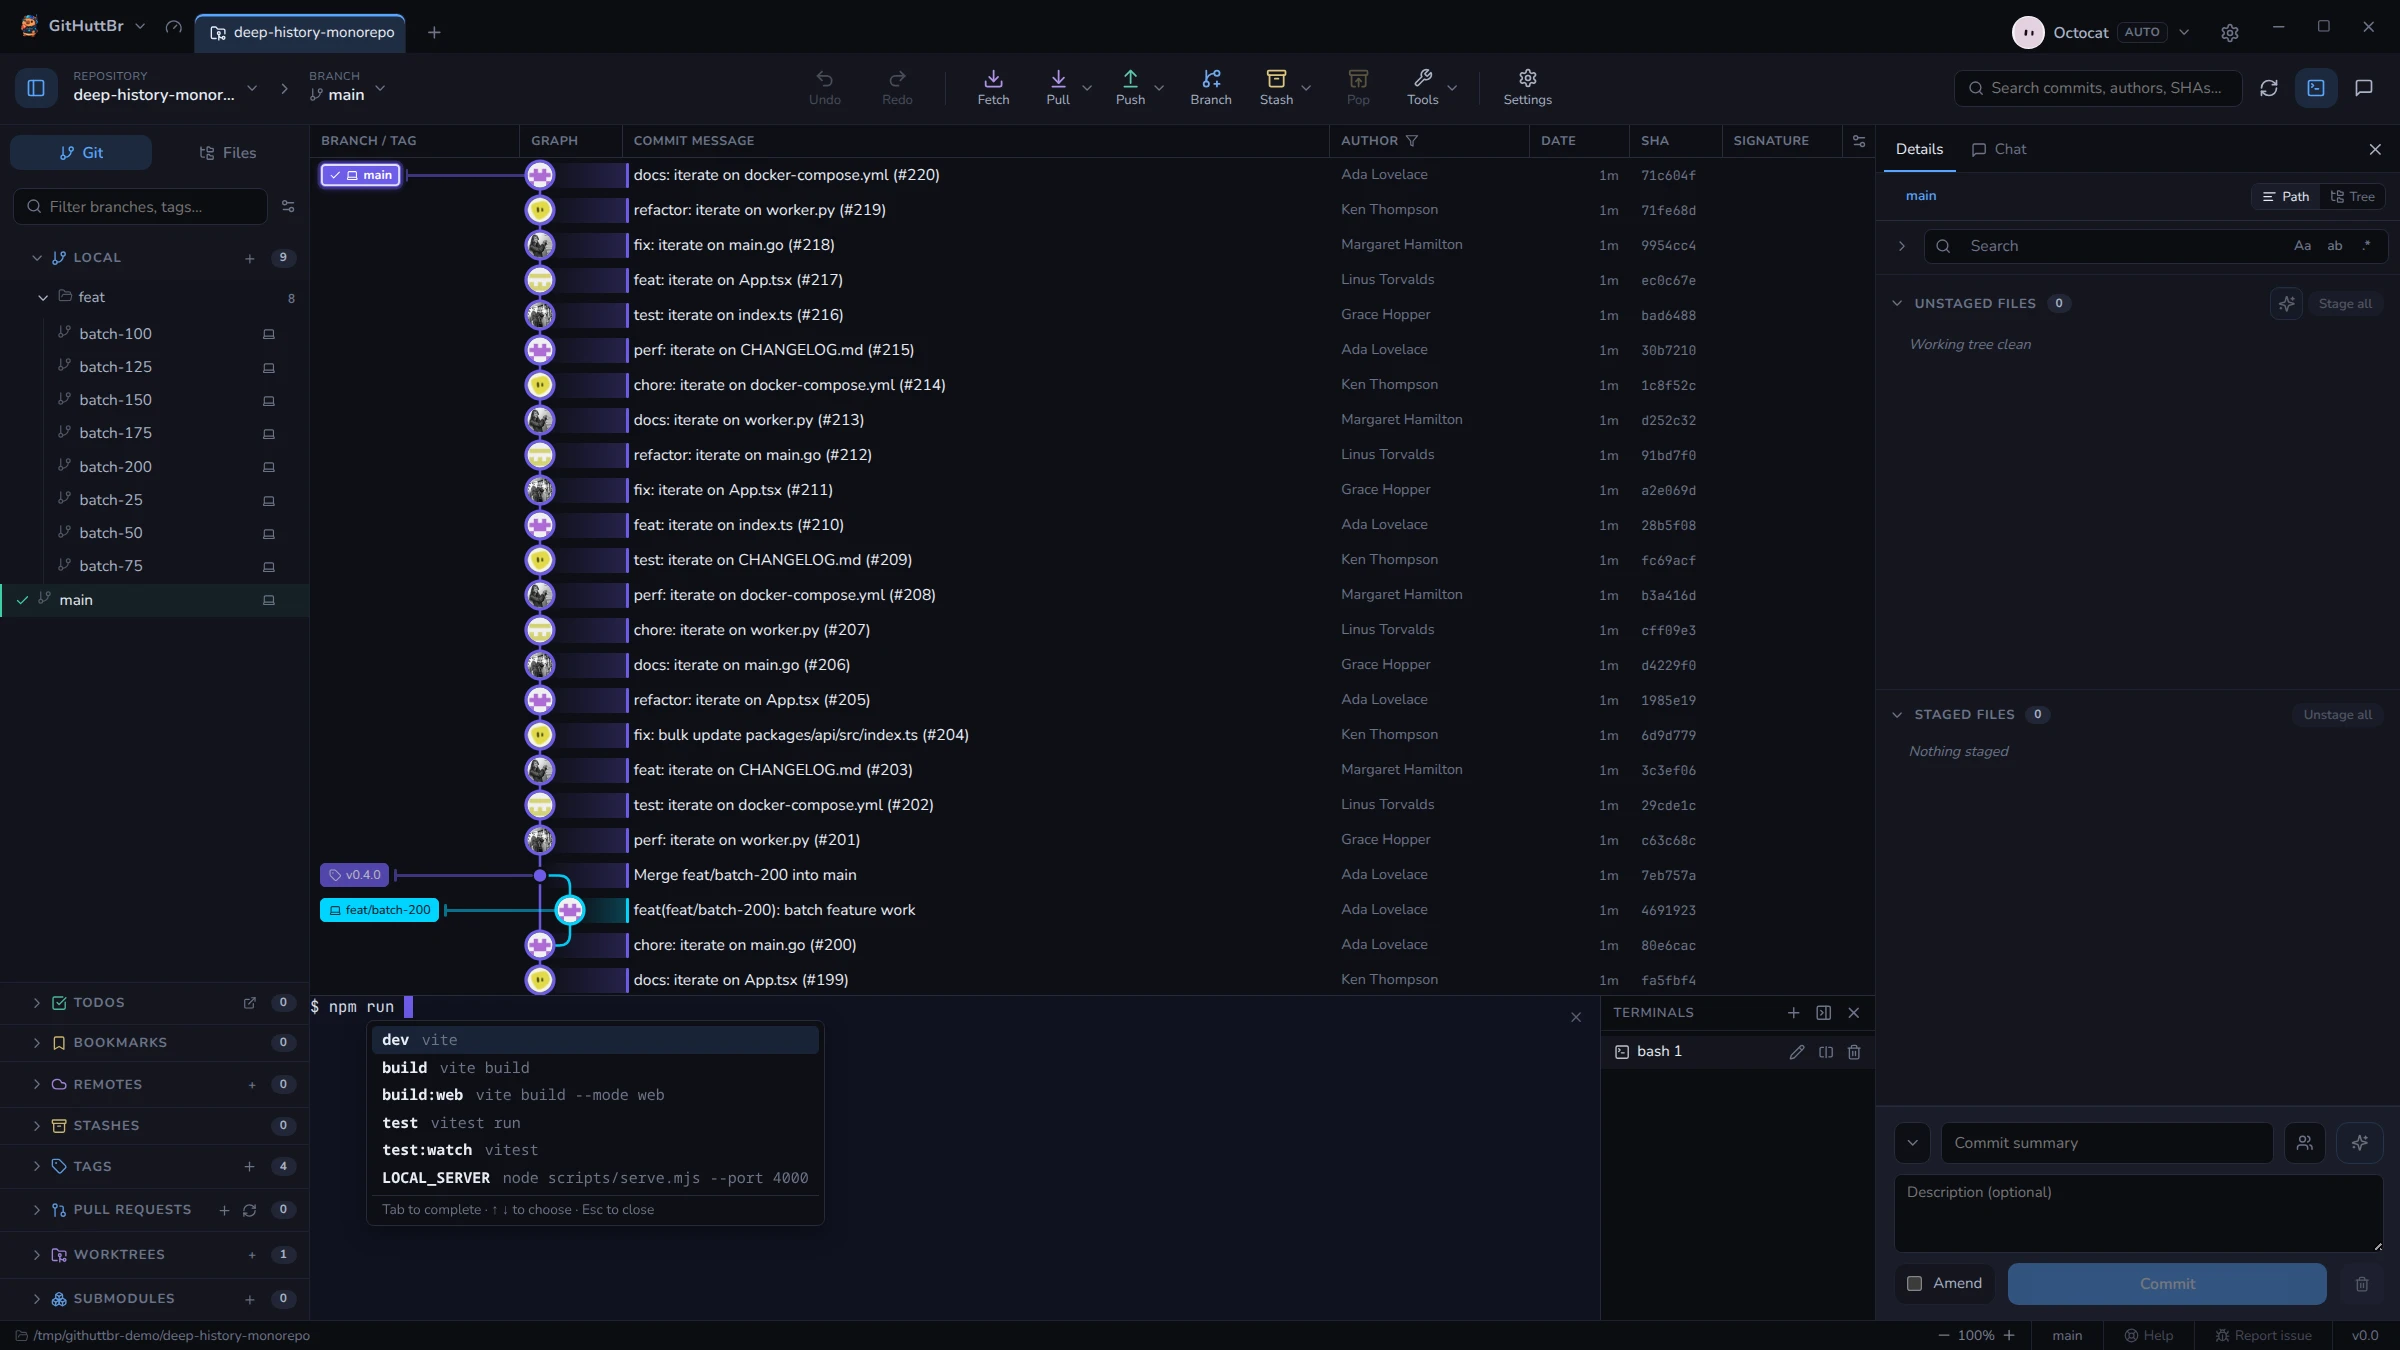 GitHuttBr
deep-history-monorepo
Octocat AUTO
REPOSITORY
deep-history-monor...
BRANCH
main
Undo
Redo
Fetch
Pull
Push
Branch
Stash
Pop
Tools
Settings
Search commits, authors, SHAs...
Git
Files
Filter branches, tags...
LOCAL 9
feat 8
batch-100
batch-125
batch-150
batch-175
batch-200
batch-25
batch-50
batch-75
main
TODOS 0
BOOKMARKS 0
REMOTES 0
STASHES 0
TAGS 4
PULL REQUESTS 0
WORKTREES 1
SUBMODULES 0
BRANCH / TAG GRAPH COMMIT MESSAGE AUTHOR DATE SHA SIGNATURE
main docs: iterate on docker-compose.yml (#220) Ada Lovelace 1m 71c604f
refactor: iterate on worker.py (#219) Ken Thompson 1m 71fe68d
fix: iterate on main.go (#218) Margaret Hamilton 1m 9954cc4
feat: iterate on App.tsx (#217) Linus Torvalds 1m ec0c67e
test: iterate on index.ts (#216) Grace Hopper 1m bad6488
perf: iterate on CHANGELOG.md (#215) Ada Lovelace 1m 30b7210
chore: iterate on docker-compose.yml (#214) Ken Thompson 1m 1c8f52c
docs: iterate on worker.py (#213) Margaret Hamilton 1m d252c32
refactor: iterate on main.go (#212) Linus Torvalds 1m 91bd7f0
fix: iterate on App.tsx (#211) Grace Hopper 1m a2e069d
feat: iterate on index.ts (#210) Ada Lovelace 1m 28b5f08
test: iterate on CHANGELOG.md (#209) Ken Thompson 1m fc69acf
perf: iterate on docker-compose.yml (#208) Margaret Hamilton 1m b3a416d
chore: iterate on worker.py (#207) Linus Torvalds 1m cff09e3
docs: iterate on main.go (#206) Grace Hopper 1m d4229f0
refactor: iterate on App.tsx (#205) Ada Lovelace 1m 1985e19
fix: bulk update packages/api/src/index.ts (#204) Ken Thompson 1m 6d9d779
feat: iterate on CHANGELOG.md (#203) Margaret Hamilton 1m 3c3ef06
test: iterate on docker-compose.yml (#202) Linus Torvalds 1m 29cde1c
perf: iterate on worker.py (#201) Grace Hopper 1m c63c68c
v0.4.0 Merge feat/batch-200 into main Ada Lovelace 1m 7eb757a
feat/batch-200 feat(feat/batch-200): batch feature work Ada Lovelace 1m 4691923
chore: iterate on main.go (#200) Ada Lovelace 1m 80e6cac
docs: iterate on App.tsx (#199) Ken Thompson 1m fa5fbf4
$ npm run
dev vite
build vite build
build:web vite build --mode web
test vitest run
test:watch vitest
LOCAL_SERVER node scripts/serve.mjs --port 4000
Tab to complete · ↑ ↓ to choose · Esc to close
TERMINALS
bash 1
Details
Chat
main
Path
Tree
Search Aa ab .*
UNSTAGED FILES 0
Stage all
Working tree clean
STAGED FILES 0
Unstage all
Nothing staged
Commit summary
Description (optional)
Amend
Commit
/tmp/githuttbr-demo/deep-history-monorepo
100%
main
Help
Report issue
v0.0